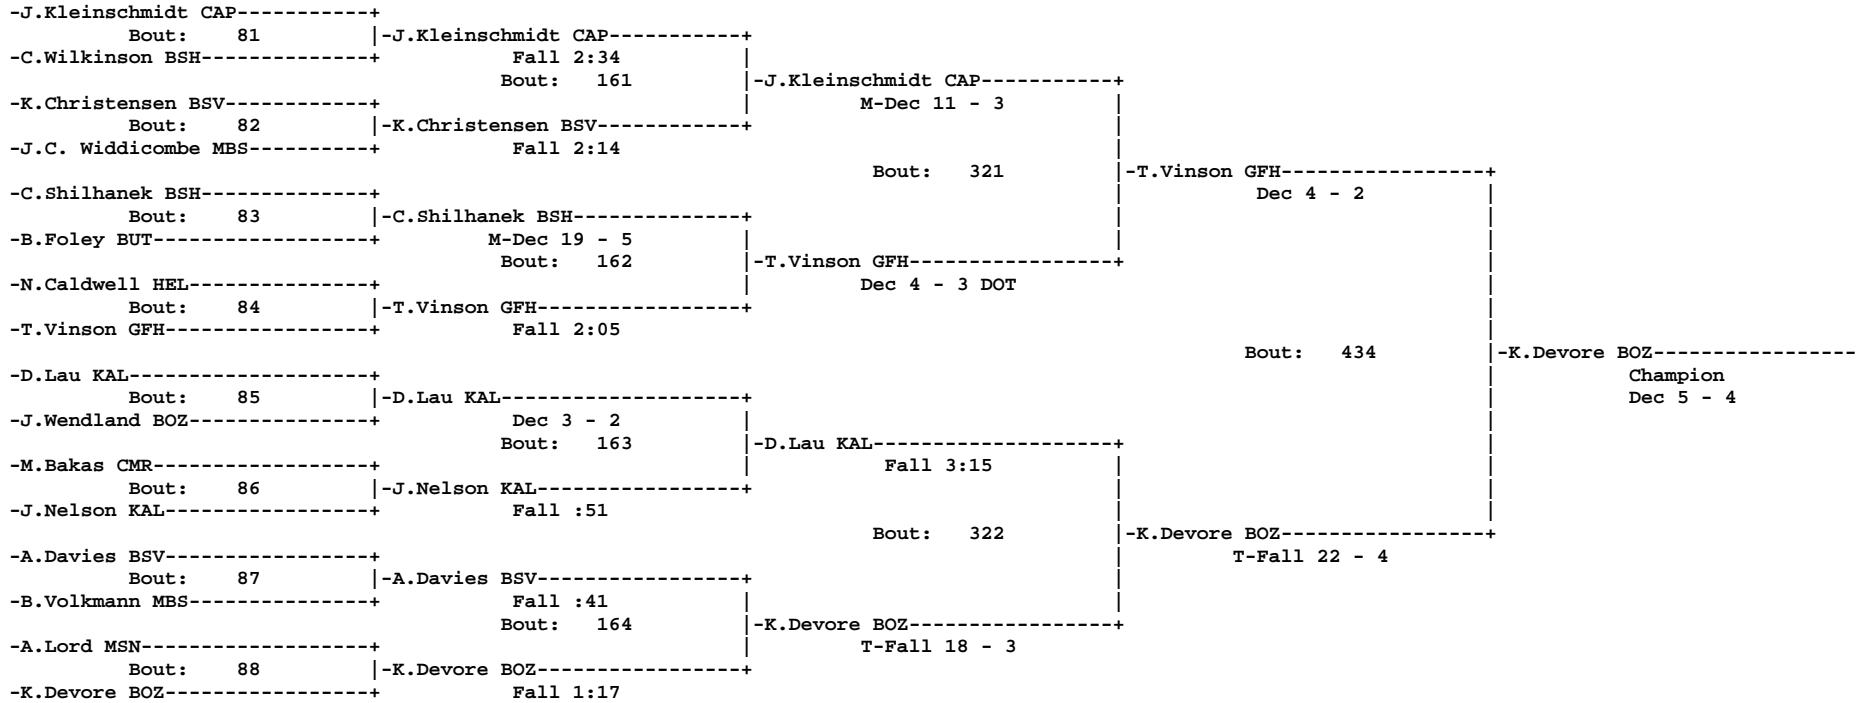 -J.Kleinschmidt CAP-----------+
Bout: 81 |-J.Kleinschmidt CAP-----------+
-C.Wilkinson BSH--------------+ Fall 2:34 |
Bout: 161 |-J.Kleinschmidt CAP-----------+
-K.Christensen BSV------------+ | M-Dec 11 - 3 |
Bout: 82 |-K.Christensen BSV------------+ |
-J.C. Widdicombe MBS----------+ Fall 2:14 |
Bout: 321 |-T.Vinson GFH-----------------+
-C.Shilhanek BSH--------------+ | Dec 4 - 2 |
Bout: 83 |-C.Shilhanek BSH--------------+ | |
-B.Foley BUT------------------+ M-Dec 19 - 5 | | |
Bout: 162 |-T.Vinson GFH-----------------+ |
-N.Caldwell HEL---------------+ | Dec 4 - 3 DOT |
Bout: 84 |-T.Vinson GFH-----------------+ |
-T.Vinson GFH-----------------+ Fall 2:05 |
Bout: 434 |-K.Devore BOZ-----------------
-D.Lau KAL--------------------+ | Champion
Bout: 85 |-D.Lau KAL--------------------+ | Dec 5 - 4
-J.Wendland BOZ---------------+ Dec 3 - 2 | |
Bout: 163 |-D.Lau KAL--------------------+ |
-M.Bakas CMR------------------+ | Fall 3:15 | |
Bout: 86 |-J.Nelson KAL-----------------+ | |
-J.Nelson KAL-----------------+ Fall :51 | |
Bout: 322 |-K.Devore BOZ-----------------+
-A.Davies BSV-----------------+ | T-Fall 22 - 4
Bout: 87 |-A.Davies BSV-----------------+ |
-B.Volkmann MBS---------------+ Fall :41 | |
Bout: 164 |-K.Devore BOZ-----------------+
-A.Lord MSN-------------------+ | T-Fall 18 - 3
Bout: 88 |-K.Devore BOZ-----------------+
-K.Devore BOZ-----------------+ Fall 1:17